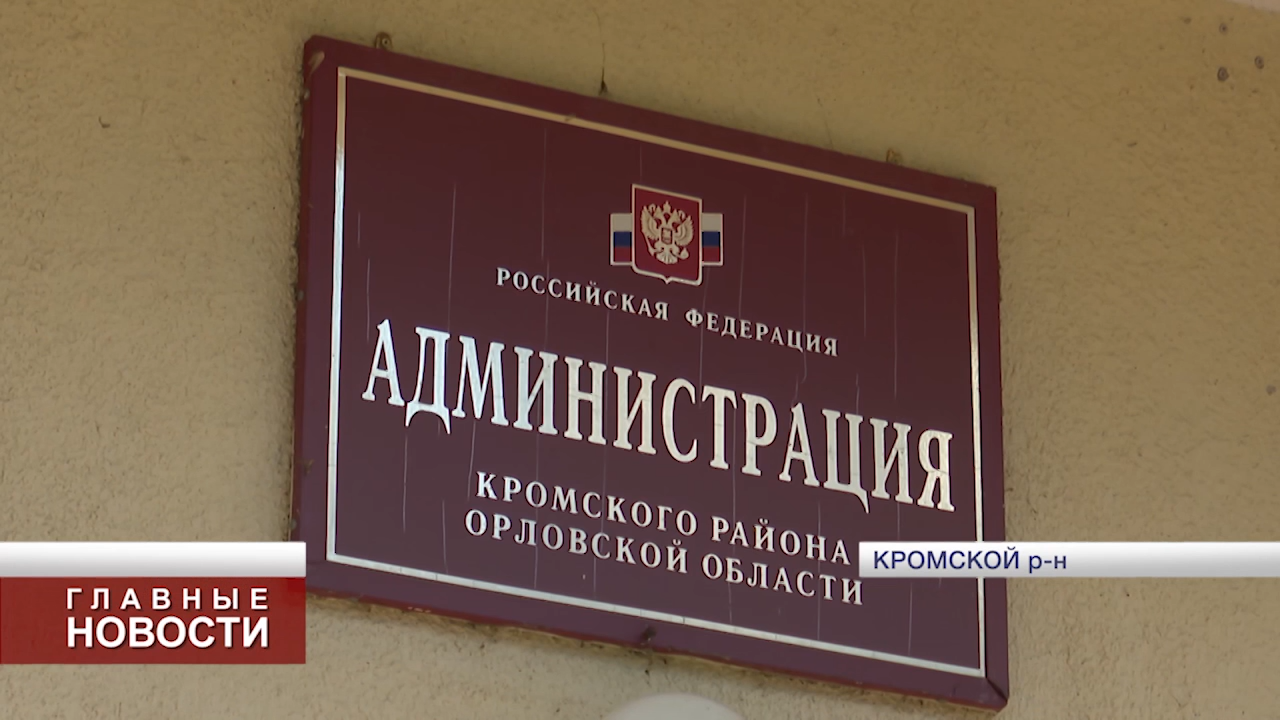 РОССИЙСКАЯ ФЕДЕРАЦИЯ
АДМИНИСТРАЦИЯ
КРОМСКОГО РАЙОНА
ОРЛОВСКОЙ ОБЛАСТИ
КРОМСКОЙ р-н
ГЛАВНЫЕ
НОВОСТИ